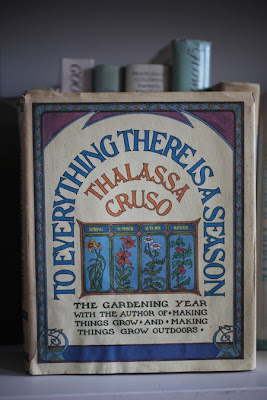 GOOD
TO EVERYTHING THERE IS A SEASON
THALASSA
CRUSO
SPRING SUMMER AUTUMN WINTER
THE GARDENING YEAR
WITH THE AUTHOR OF • MAKING
THINGS GROW • AND • MAKING
THINGS GROW OUTDOORS •